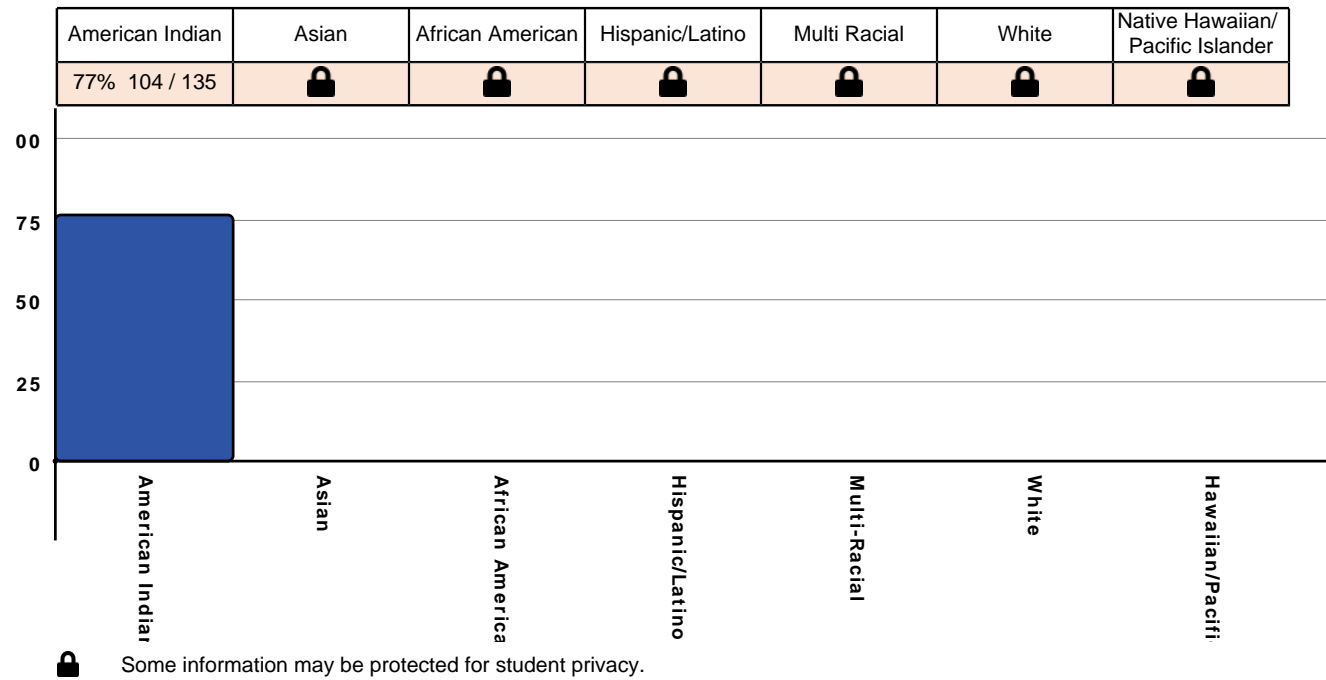 American Indian Asian African American Hispanic/Latino Multi Racial White Native Hawaiian/
Pacific Islander
77% 104 / 135
00
75
50
25
0
American Indian
Asian
African America
Hispanic/Latino
Multi-Racial
White
Hawaiian/Pacifi
Some information may be protected for student privacy.